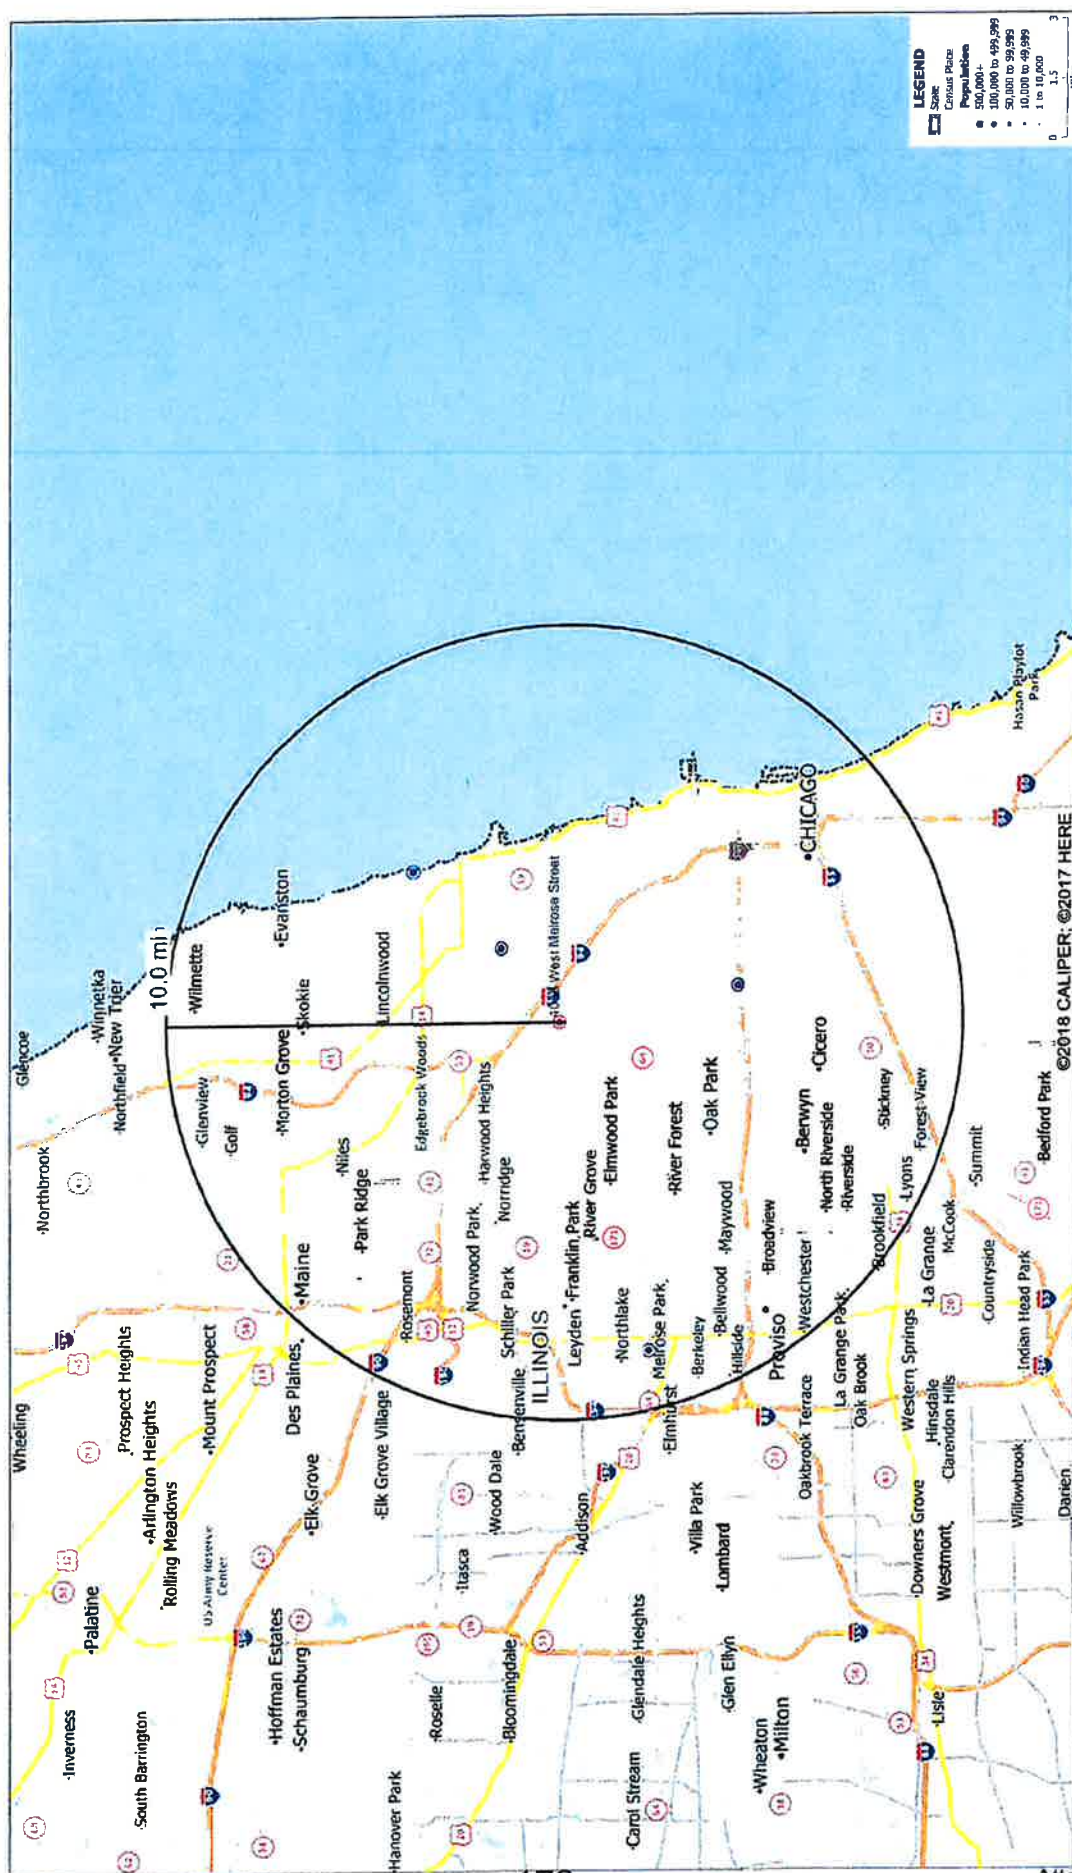 Glencoe
Winnetka
New Trier
Northfield
Northbrook
Wheeling
Wilmette
10.0 mi
Glenview
Golf
Evanston
Skokie
Morton Grove
Lincolnwood
Niles
Park Ridge
Maine
Prospect Heights
Arlington Heights
Mount Prospect
Rolling Meadows
Palatine
Inverness
South Barrington
US Army Reserve
Center
Des Plaines
Elk Grove
Elk Grove Village
Hoffman Estates
Schaumburg
Edgebrook Woods
Harwood Heights
Norridge
Norwood Park
Rosemont
Schiller Park
ILLINOIS
Bensenville
Wood Dale
Itasca
Roselle
Bloomingdale
Hanover Park
West Melrose Street
Elmwood Park
River Grove
Franklin Park
Leyden
Northlake
Melrose Park
Addison
Elmhurst
Glendale Heights
Carol Stream
River Forest
Oak Park
Maywood
Bellwood
Berkeley
Hillside
Broadview
Proviso
Westchester
Villa Park
Lombard
Glen Ellyn
Wheaton
Milton
CHICAGO
Cicero
Berwyn
North Riverside
Riverside
Stickney
Forest View
Lyons
Brookfield
La Grange Park
Oak Brook
Oakbrook Terrace
Western Springs
La Grange
McCook
Summit
Hinsdale
Clarendon Hills
Downers Grove
Westmont
Lisle
Countryside
Indian Head Park
Bedford Park
Willowbrook
Darien
Hasan Playlot
Park
LEGEND
State
Census Place
Population
500,000+
100,000 to 499,999
50,000 to 99,999
10,000 to 49,999
1 to 10,000
0 1.5 3
©2018 CALIPER; ©2017 HERE